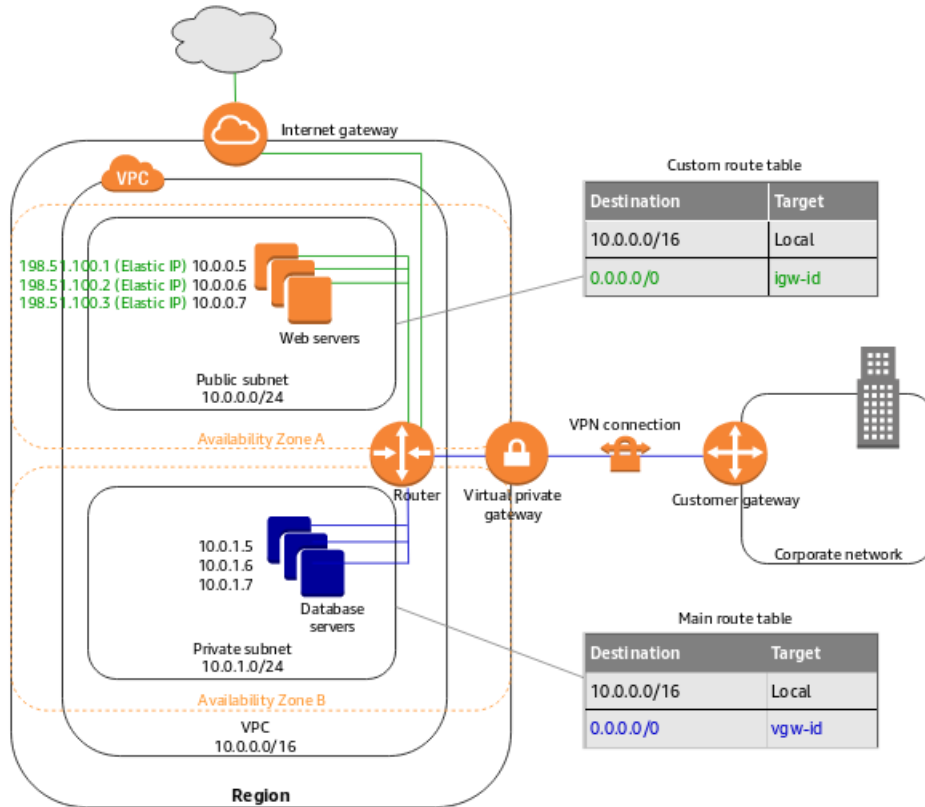 Internet gateway
VPC
Custom route table
Destination Target
10.0.0.0/16 Local
0.0.0.0/0 igw-id
198.51.100.1 (Elastic IP) 10.0.0.5
198.51.100.2 (Elastic IP) 10.0.0.6
198.51.100.3 (Elastic IP) 10.0.0.7
Web servers
Public subnet
10.0.0.0/24
Availability Zone A
VPN connection
Router
Virtual private
gateway
Customer gateway
Corporate network
10.0.1.5
10.0.1.6
10.0.1.7
Database
servers
Private subnet
10.0.1.0/24
Availability Zone B
Main route table
Destination Target
10.0.0.0/16 Local
0.0.0.0/0 vgw-id
VPC
10.0.0.0/16
Region